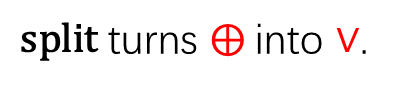 split turns ⊕ into ∨.